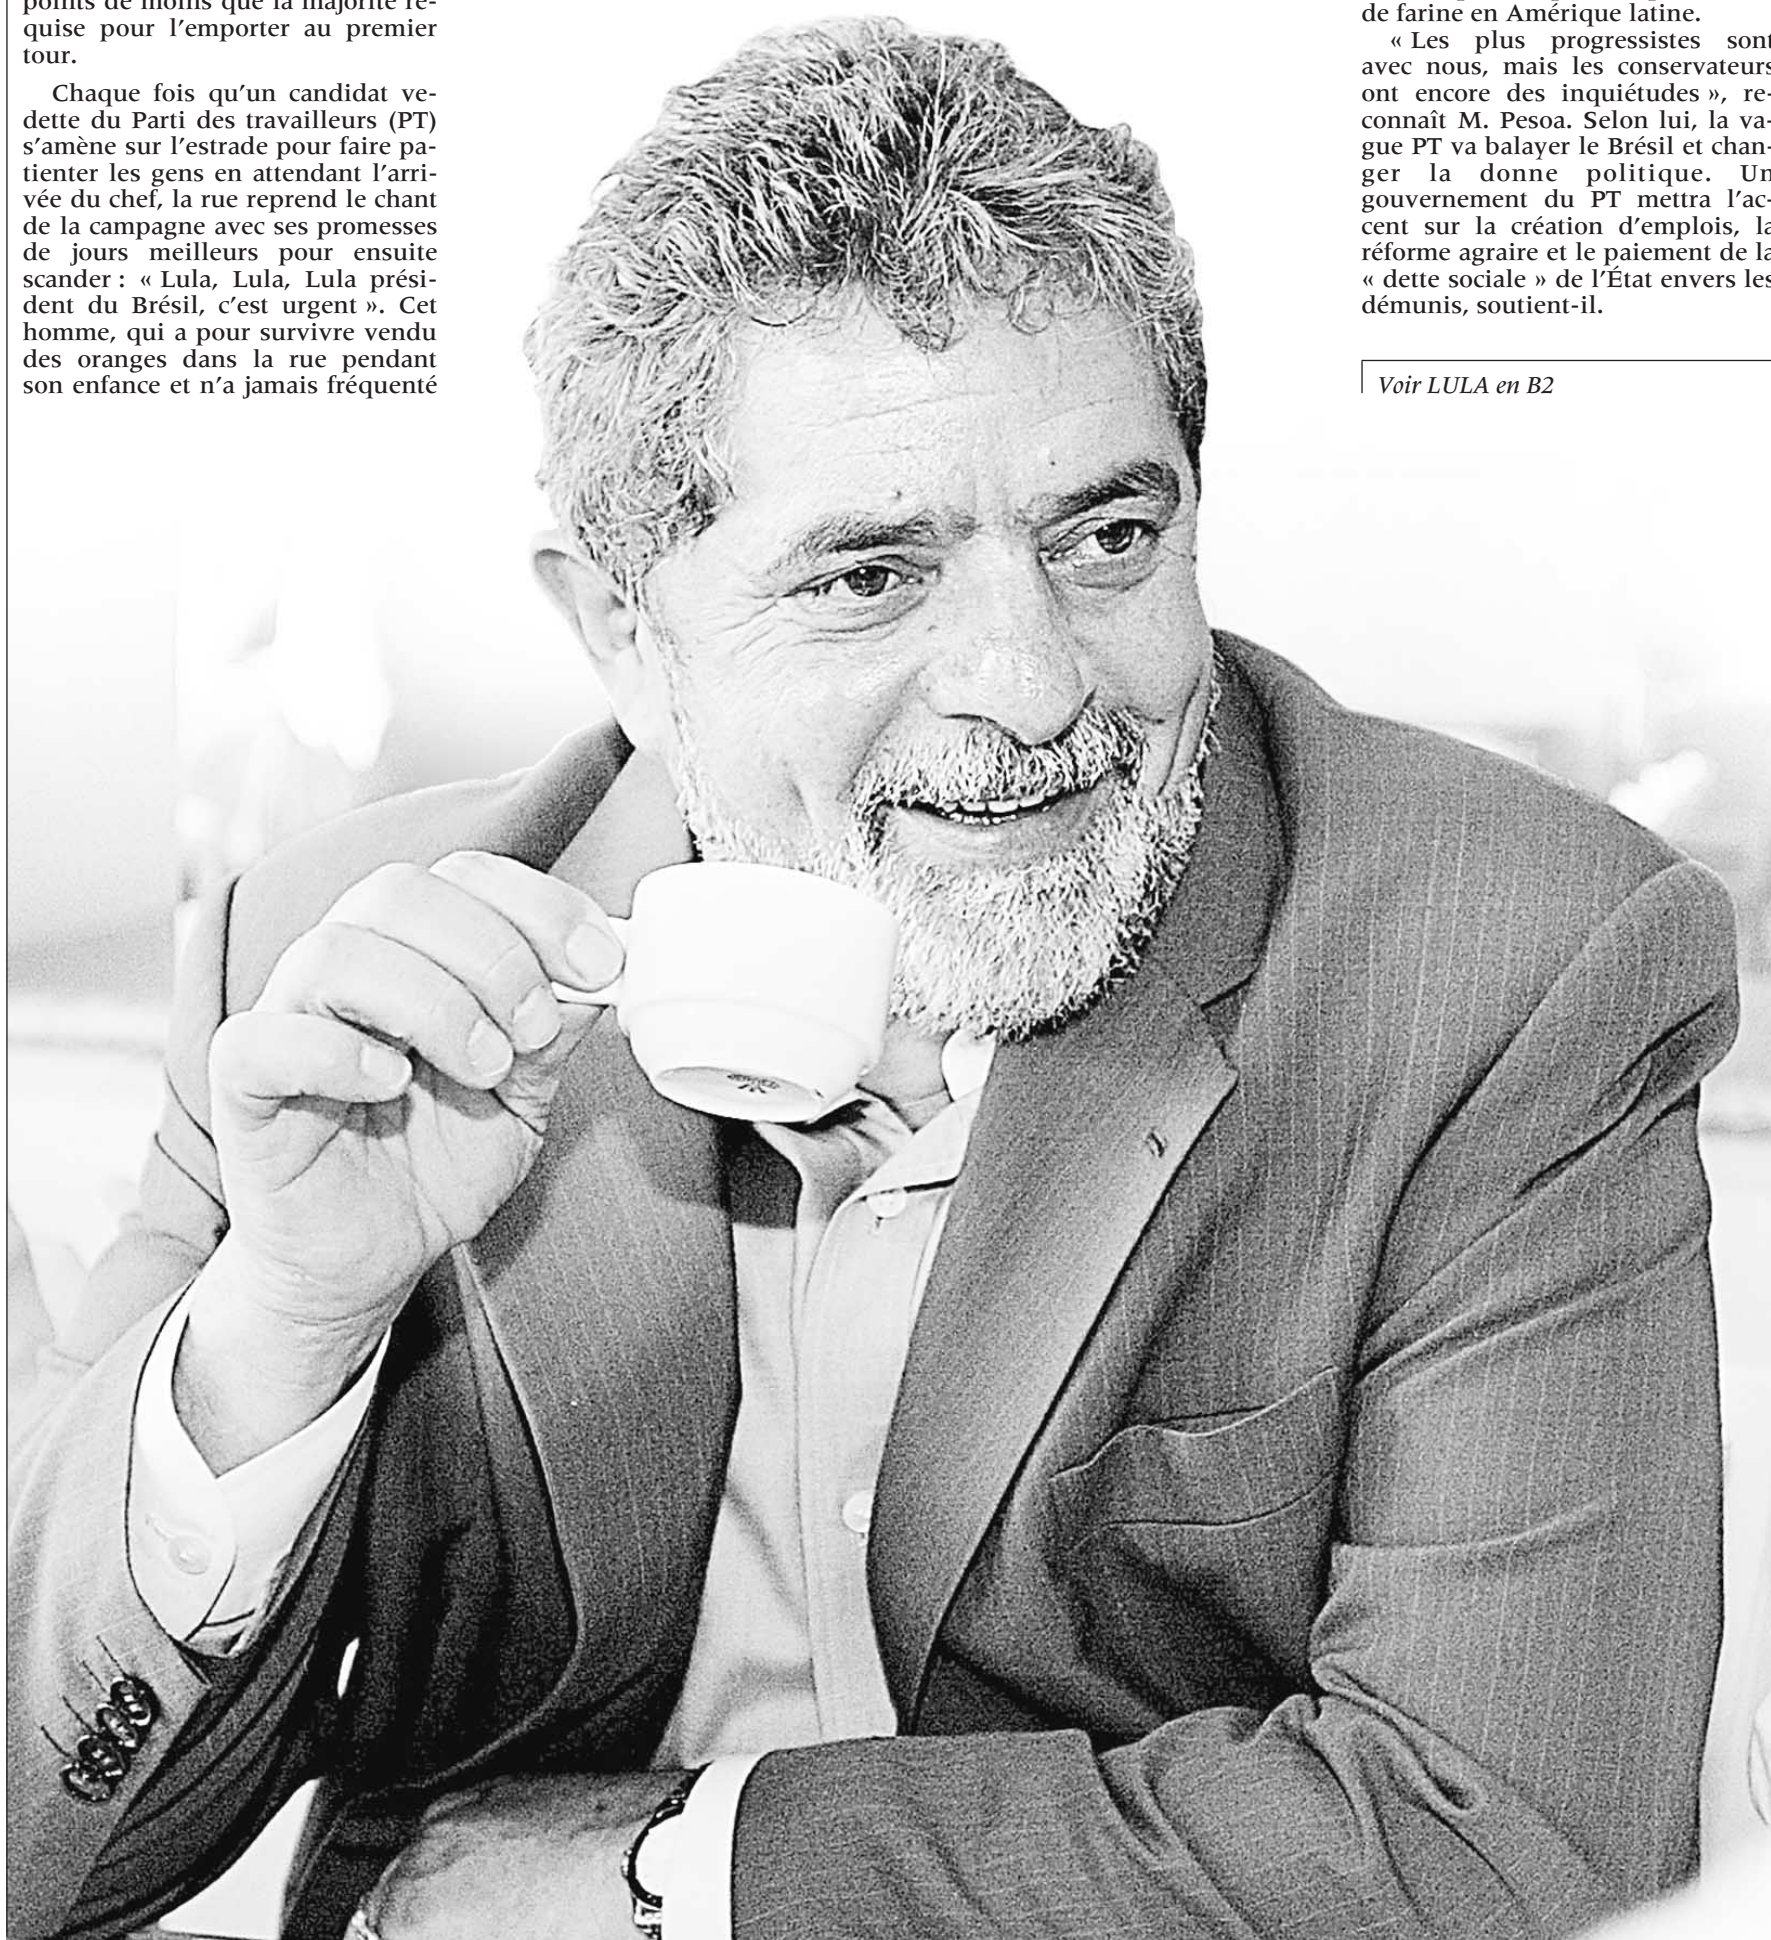 points de moins que la majorité re-
quise pour l'emporter au premier
tour.
Chaque fois qu'un candidat ve-
dette du Parti des travailleurs (PT)
s'amène sur l'estrade pour faire pa-
tienter les gens en attendant l'arri-
vée du chef, la rue reprend le chant
de la campagne avec ses promesses
de jours meilleurs pour ensuite
scander : « Lula, Lula, Lula prési-
dent du Brésil, c'est urgent ». Cet
homme, qui a pour survivre vendu
des oranges dans la rue pendant
son enfance et n'a jamais fréquenté
de farine en Amérique latine.
« Les plus progressistes sont
avec nous, mais les conservateurs
ont encore des inquiétudes », re-
connaît M. Pesoa. Selon lui, la va-
gue PT va balayer le Brésil et chan-
ger la donne politique. Un
gouvernement du PT mettra l'ac-
cent sur la création d'emplois, la
réforme agraire et le paiement de la
« dette sociale » de l'État envers les
démunis, soutient-il.
Voir LULA en B2